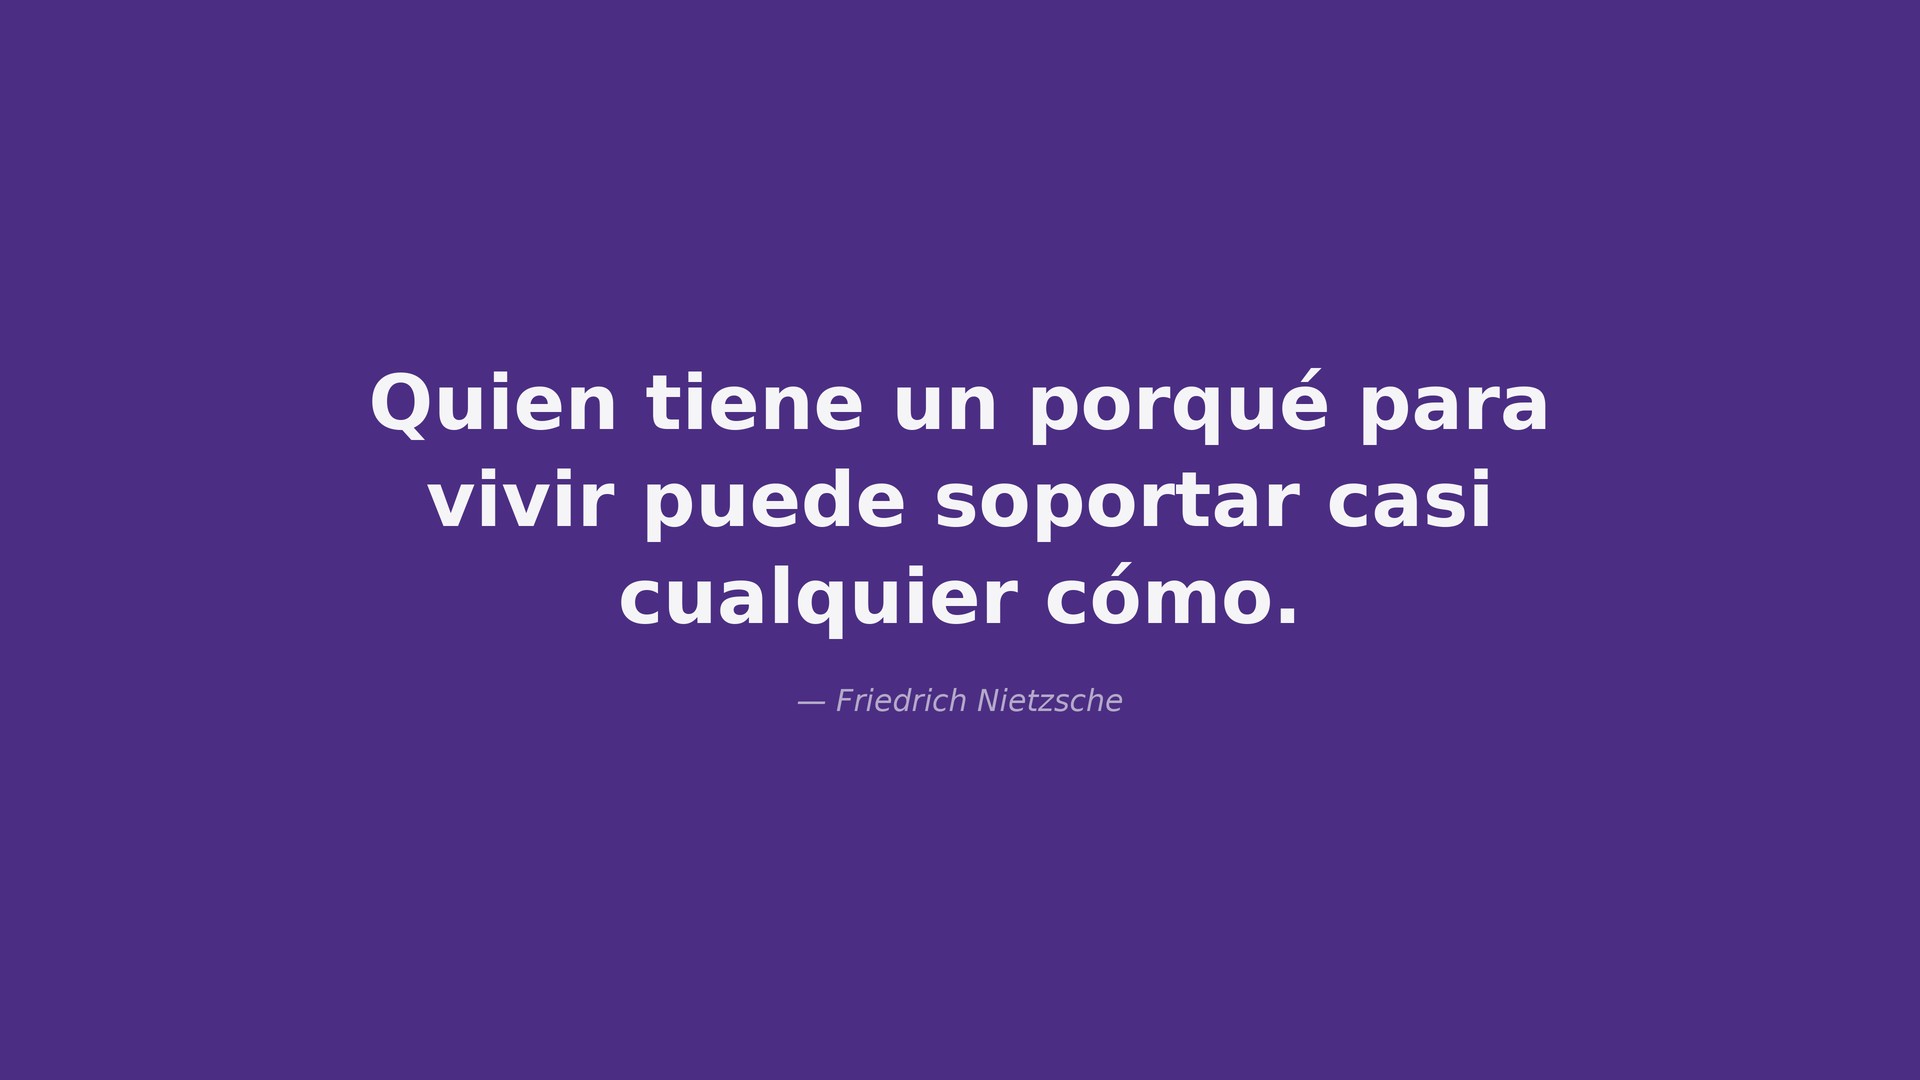 Quien tiene un porqué para
vivir puede soportar casi
cualquier cómo.
— Friedrich Nietzsche